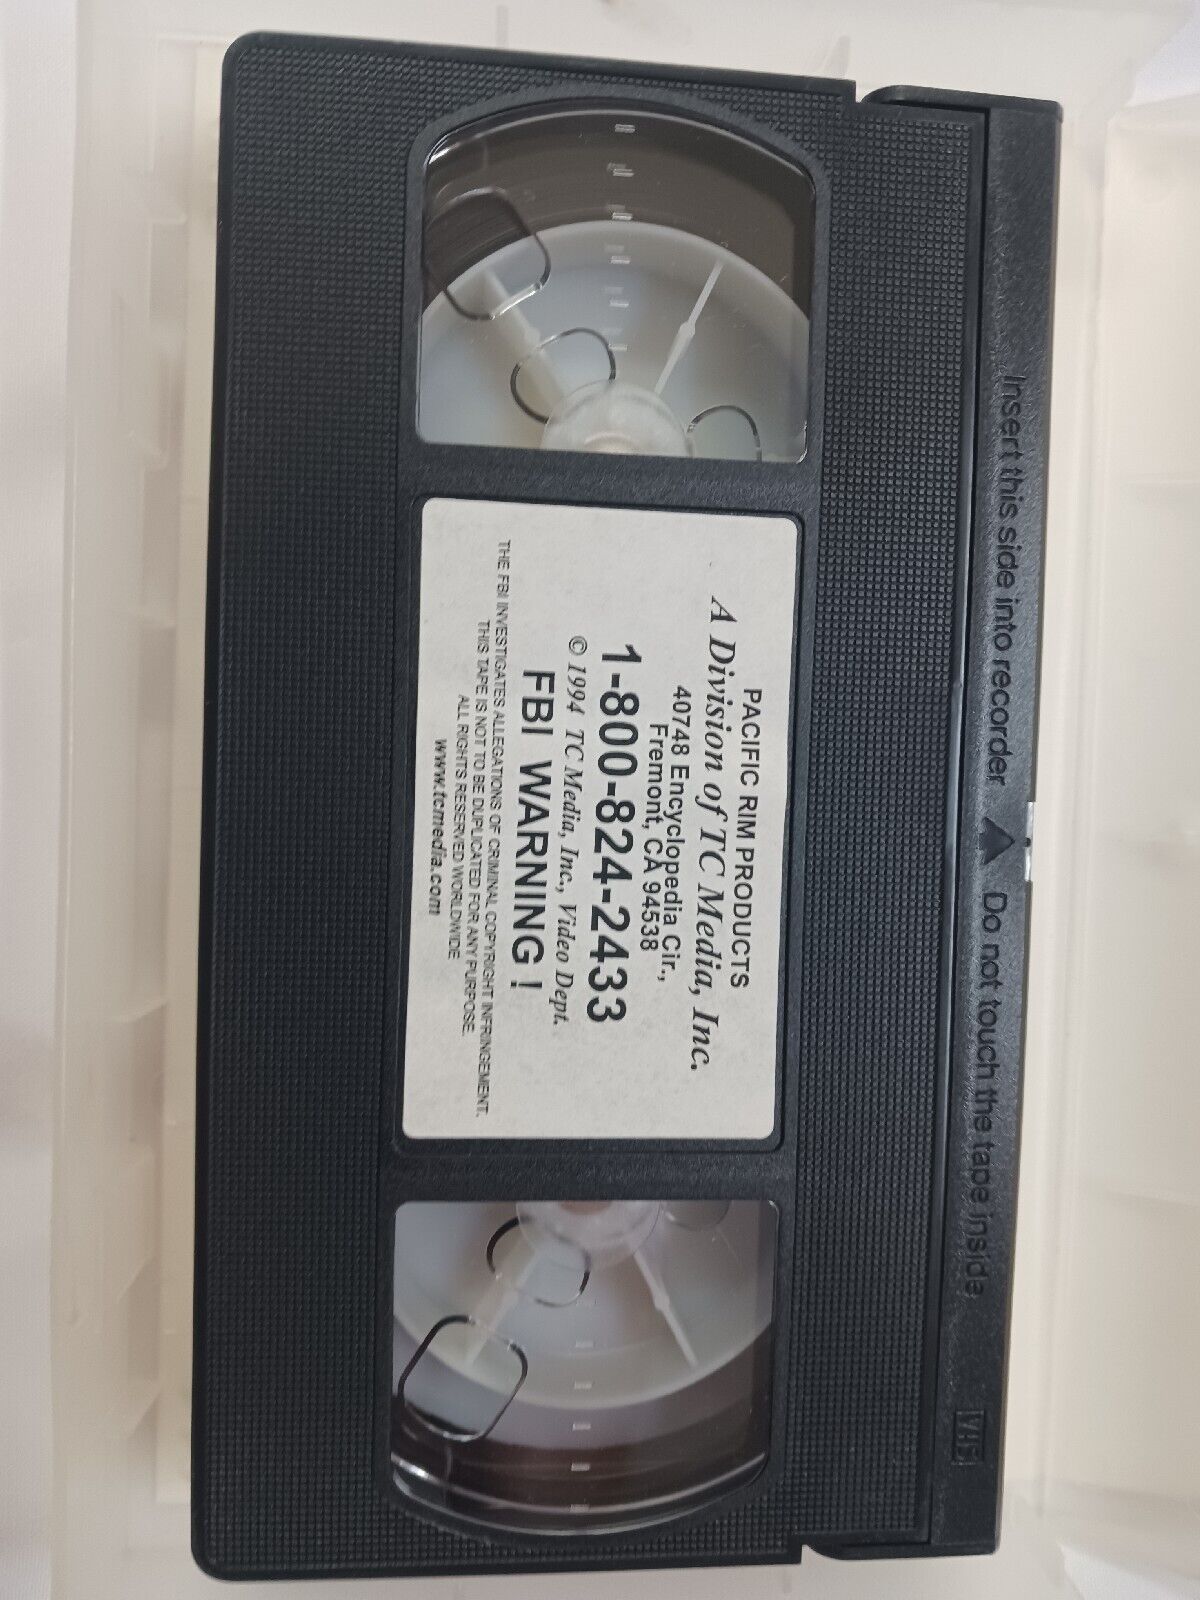 Insert this side into recorder ▲ Do not touch the tape inside
VHS
PACIFIC RIM PRODUCTS
A Division of TC Media, Inc.
40748 Encyclopedia Cir.,
Fremont, CA 94538
1-800-824-2433
© 1994 TC Media, Inc., Video Dept.
FBI WARNING !
THE FBI INVESTIGATES ALLEGATIONS OF CRIMINAL COPYRIGHT INFRINGEMENT.
THIS TAPE IS NOT TO BE DUPLICATED FOR ANY PURPOSE.
ALL RIGHTS RESERVED WORLDWIDE
www.tcmedia.com